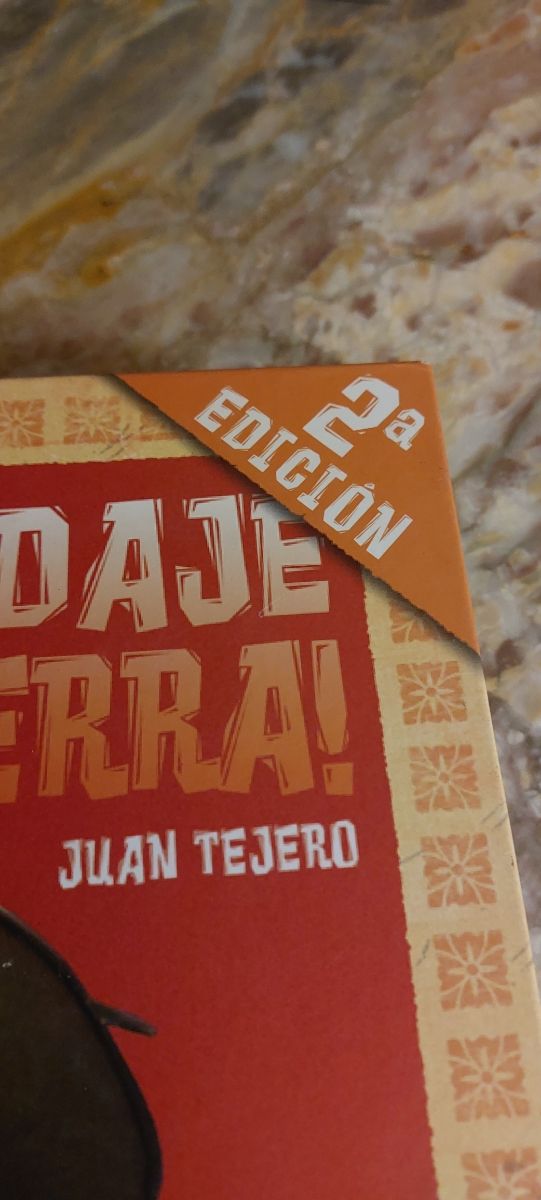 2ª
EDICIÓN
DAJE
ERRA!
JUAN TEJERO